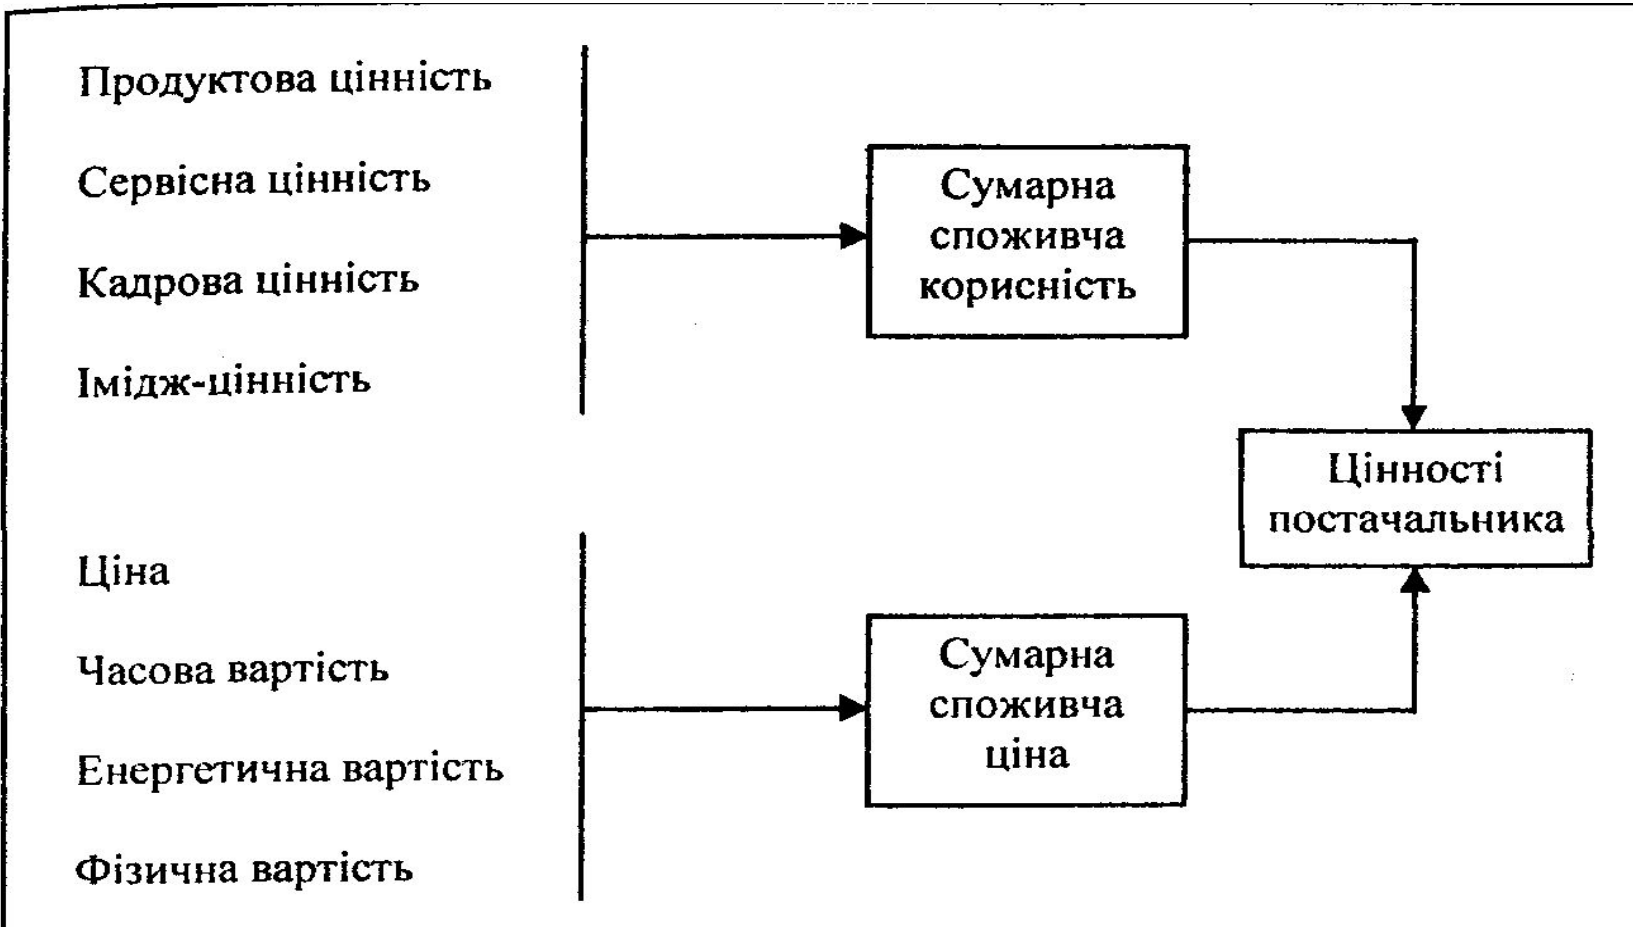 Продуктова цінність
Сервісна цінність
Кадрова цінність
Імідж-цінність
Сумарна
споживча
корисність
Цінності
постачальника
Ціна
Часова вартість
Енергетична вартість
Фізична вартість
Сумарна
споживча
ціна